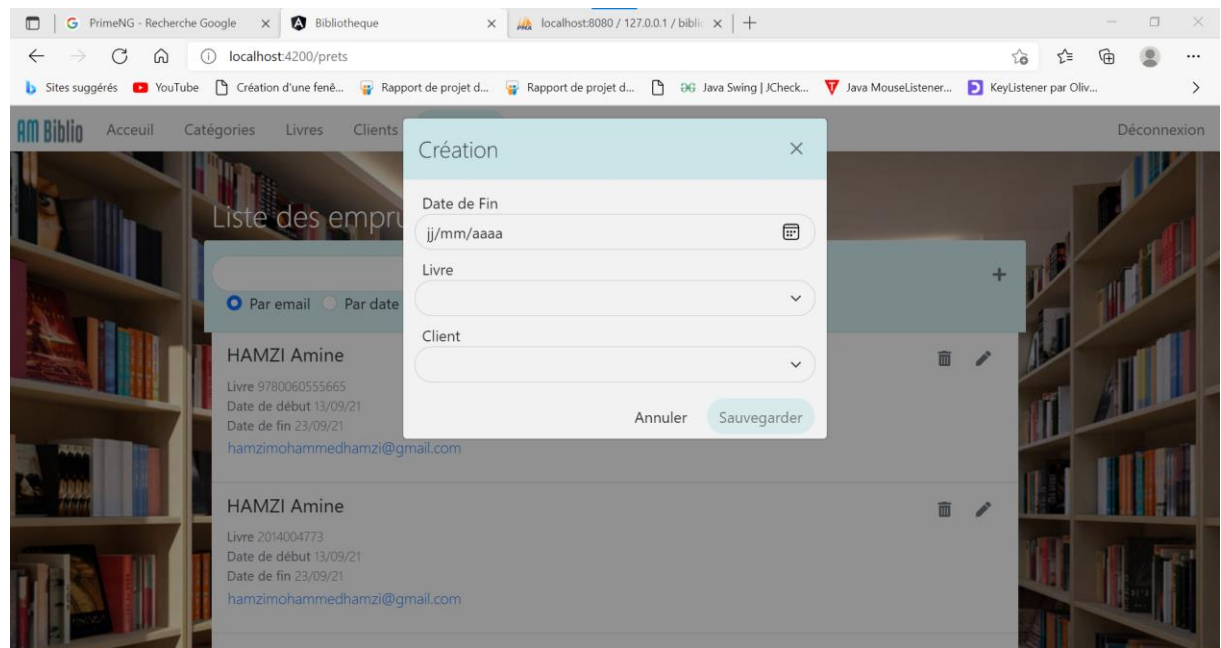 PrimeNG - Recherche Google
Bibliotheque
localhost:8080 / 127.0.0.1 / biblic
localhost:4200/prets
Sites suggérés
YouTube
Création d'une fenê...
Rapport de projet d...
Rapport de projet d...
Java Swing | JCheck...
Java MouseListener...
KeyListener par Oliv...
AM Biblio
Acceuil
Catégories
Livres
Clients
Déconnexion
Création
Date de Fin
jj/mm/aaaa
Livre
Client
Annuler
Sauvegarder
Liste des empru
Par email
Par date
HAMZI Amine
Livre 9780060555665
Date de début 13/09/21
Date de fin 23/09/21
hamzimohammedhamzi@gmail.com
HAMZI Amine
Livre 2014004773
Date de début 13/09/21
Date de fin 23/09/21
hamzimohammedhamzi@gmail.com